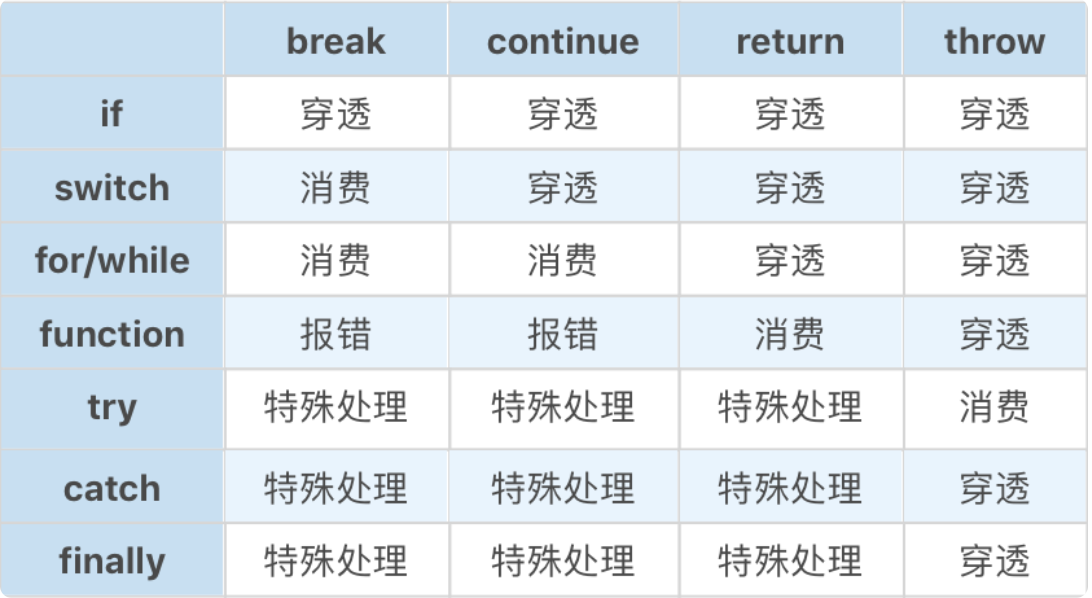 break continue return throw
if 穿透 穿透 穿透 穿透
switch 消费 穿透 穿透 穿透
for/while 消费 消费 穿透 穿透
function 报错 报错 消费 穿透
try 特殊处理 特殊处理 特殊处理 消费
catch 特殊处理 特殊处理 特殊处理 穿透
finally 特殊处理 特殊处理 特殊处理 穿透